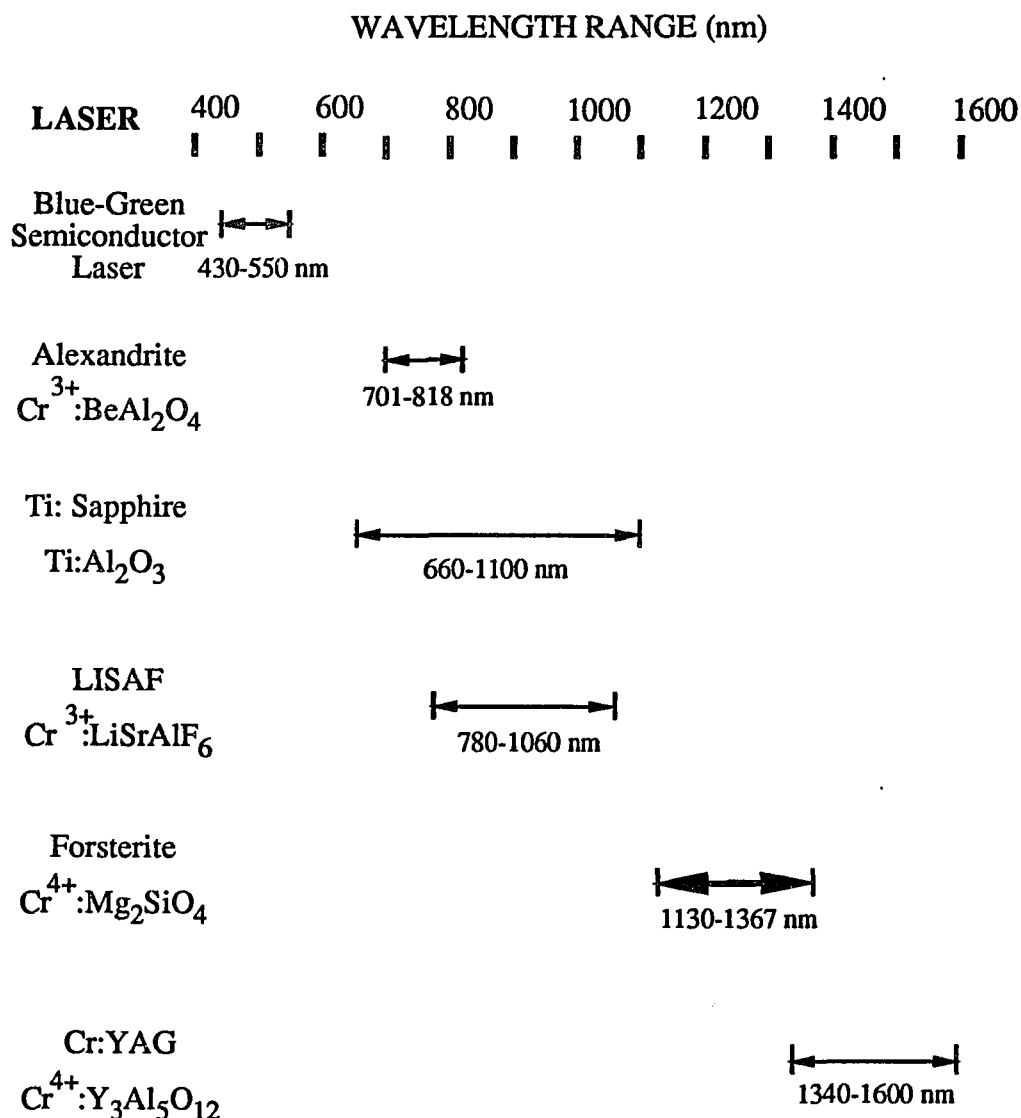 WAVELENGTH RANGE (nm)
LASER 400 600 800 1000 1200 1400 1600
Blue-Green
Semiconductor
Laser 430-550 nm
Alexandrite
Cr³⁺:BeAl₂O₄
701-818 nm
Ti: Sapphire
Ti:Al₂O₃
660-1100 nm
LISAF
Cr³⁺:LiSrAlF₆
780-1060 nm
Forsterite
Cr⁴⁺:Mg₂SiO₄
1130-1367 nm
Cr:YAG
Cr⁴⁺:Y₃Al₅O₁₂
1340-1600 nm